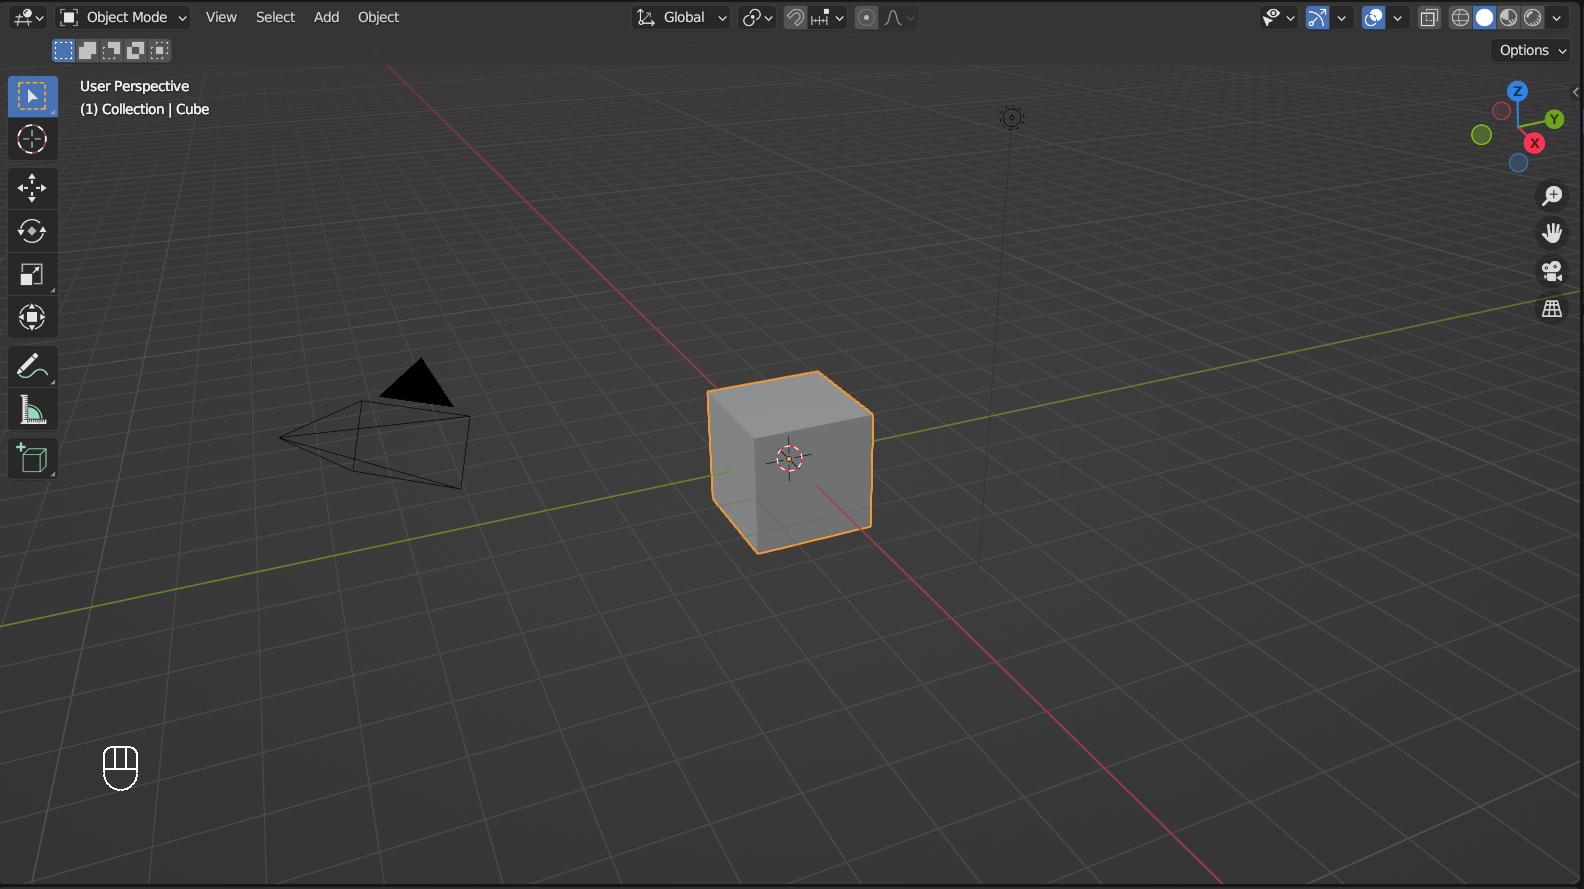 Object Mode View Select Add Object Global
Options
User Perspective
(1) Collection | Cube
Z
Y
X